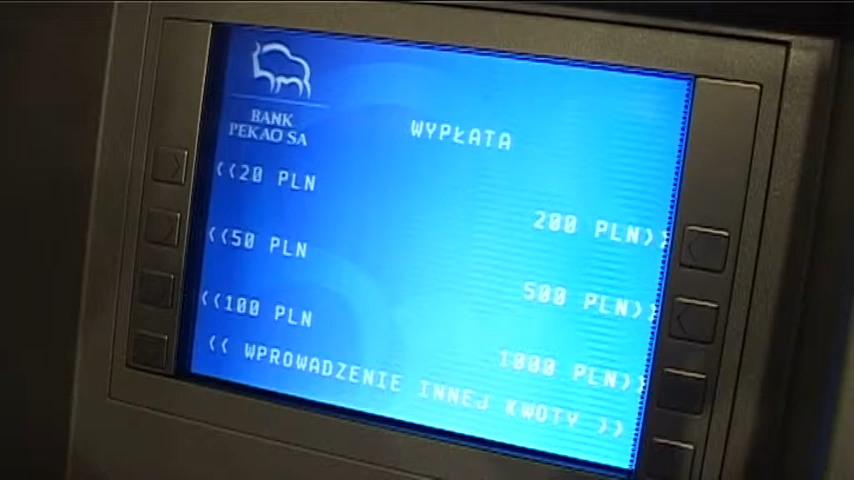 BANK
PEKAO SA
WYPŁATA
<<20 PLN
200 PLN>>
<<50 PLN
500 PLN>>
<<100 PLN
1000 PLN>>
<< WPROWADZENIE INNEJ KWOTY >>